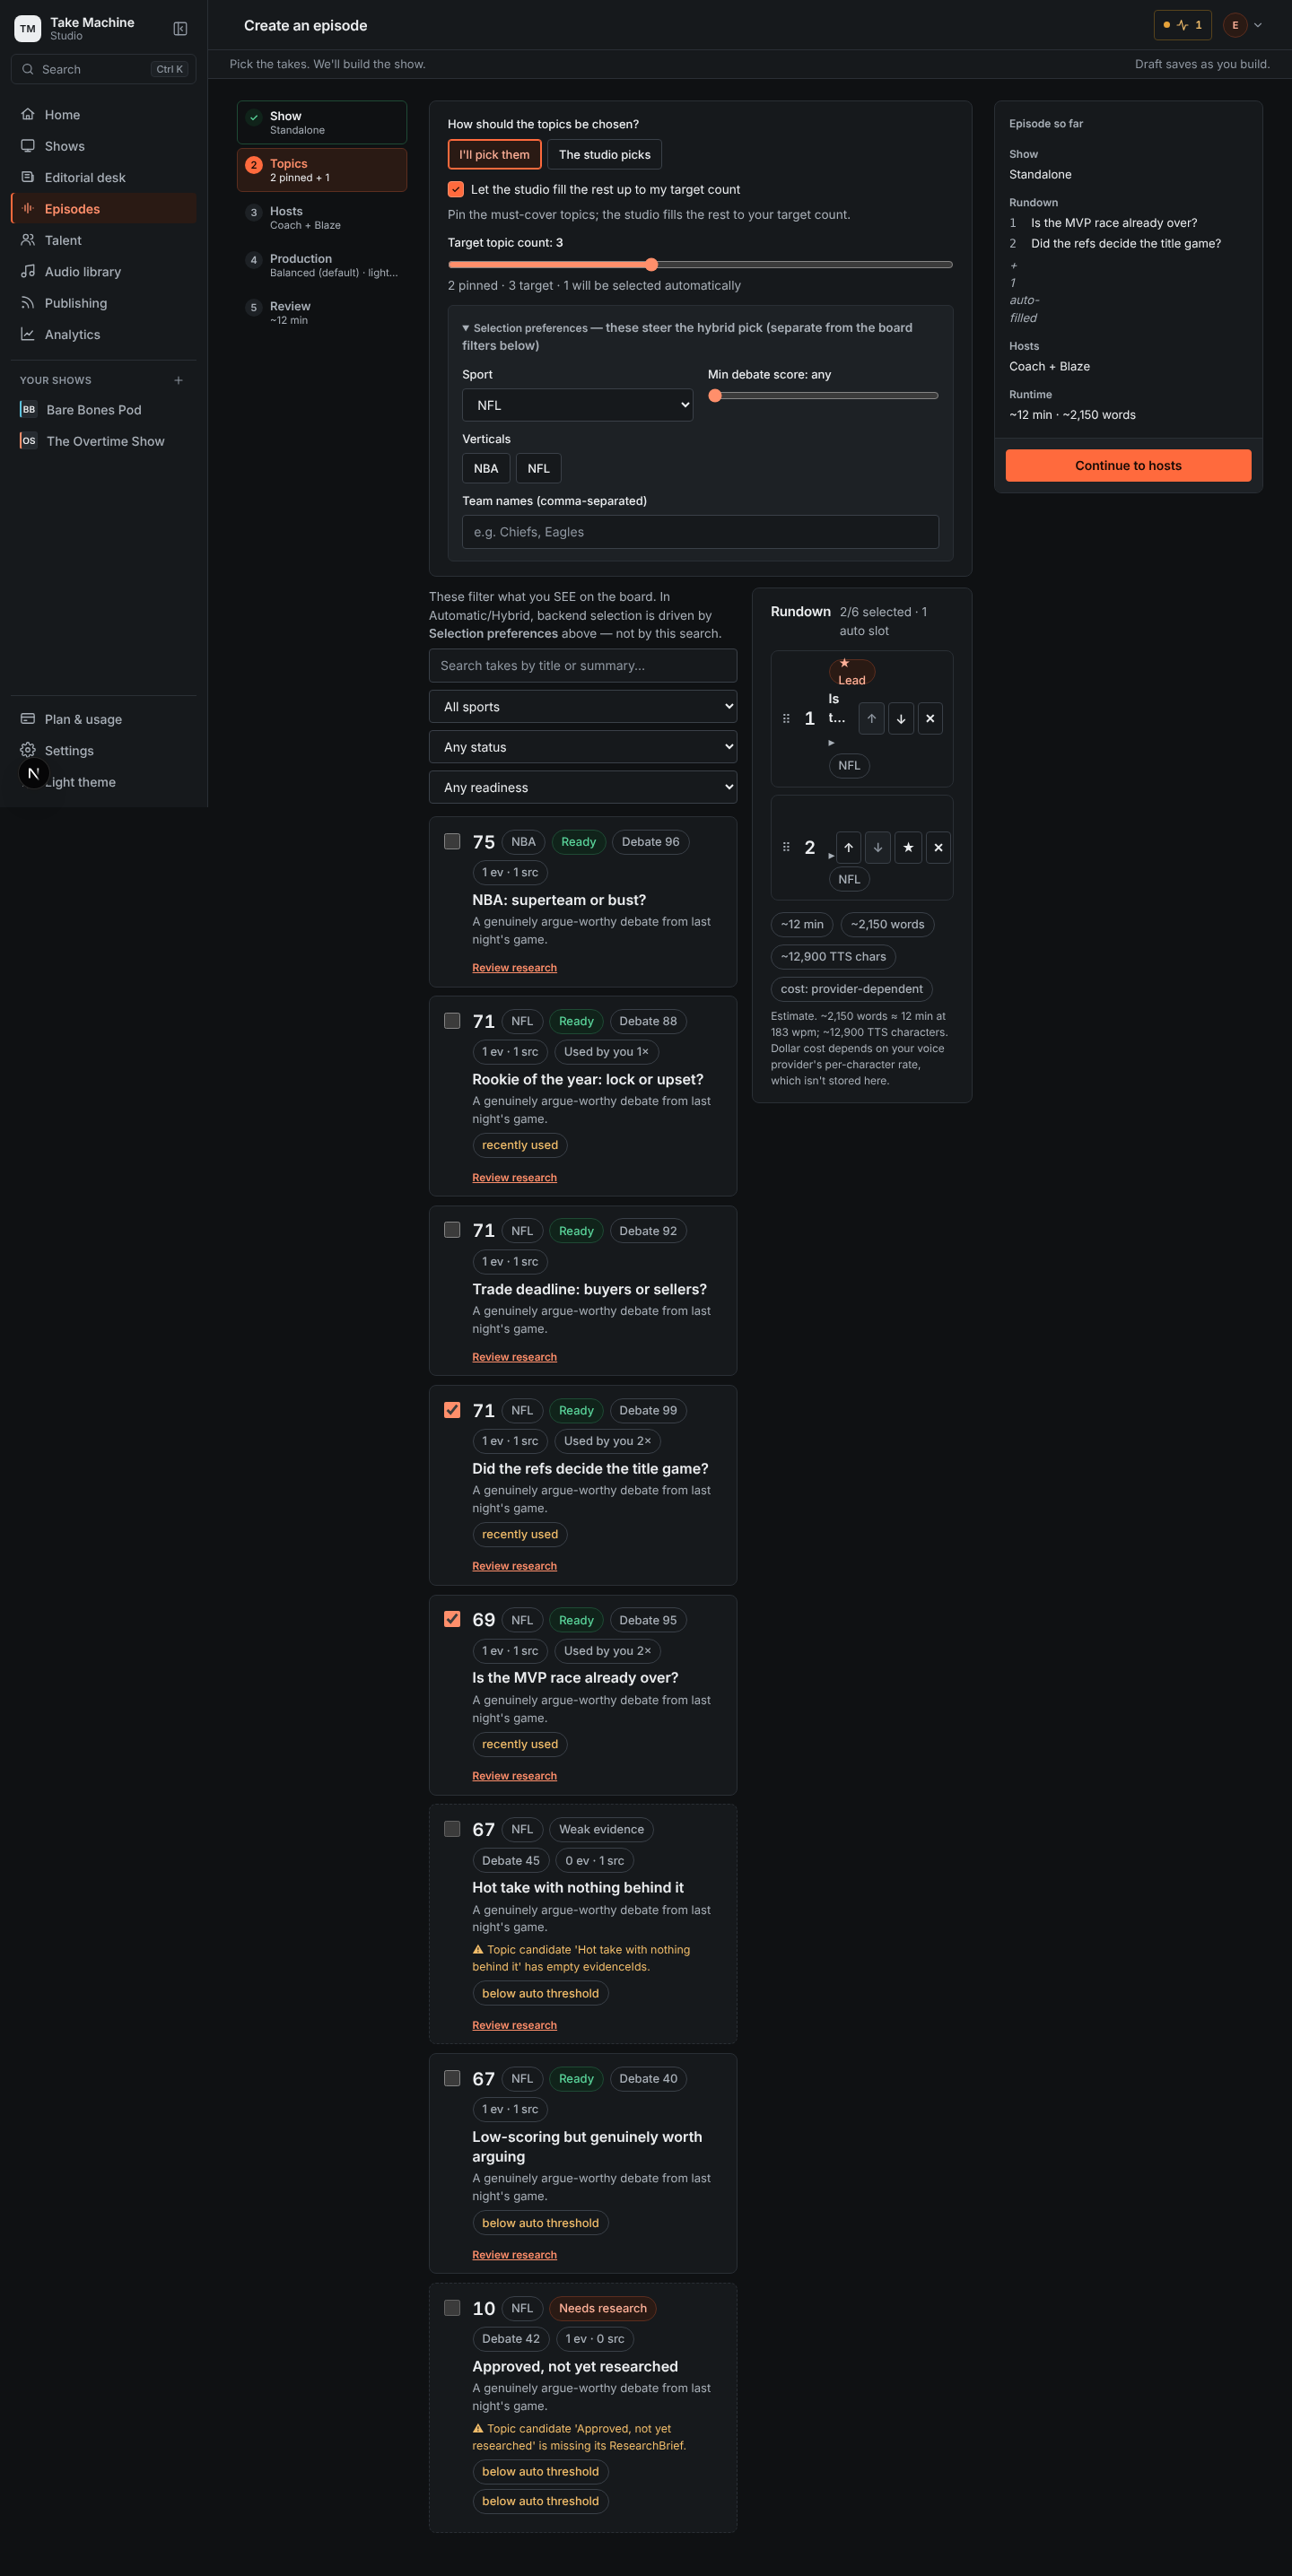 TM
Take Machine
Studio
Search
Ctrl K
Home
Shows
Editorial desk
Episodes
Talent
Audio library
Publishing
Analytics
YOUR SHOWS
+
BB
Bare Bones Pod
OS
The Overtime Show
Plan & usage
Settings
N
Light theme
Create an episode
1
E
Pick the takes. We'll build the show.
Draft saves as you build.
✓
Show
Standalone
2
Topics
2 pinned + 1
3
Hosts
Coach + Blaze
4
Production
Balanced (default) · light...
5
Review
~12 min
How should the topics be chosen?
I'll pick them
The studio picks
Let the studio fill the rest up to my target count
Pin the must-cover topics; the studio fills the rest to your target count.
Target topic count: 3
2 pinned · 3 target · 1 will be selected automatically
▼ Selection preferences — these steer the hybrid pick (separate from the board
filters below)
Sport
NFL
Min debate score: any
Verticals
NBA
NFL
Team names (comma-separated)
e.g. Chiefs, Eagles
These filter what you SEE on the board. In
Automatic/Hybrid, backend selection is driven by
Selection preferences above — not by this search.
Search takes by title or summary...
All sports
Any status
Any readiness
75 NBA Ready Debate 96
1 ev · 1 src
NBA: superteam or bust?
A genuinely argue-worthy debate from last
night's game.
Review research
71 NFL Ready Debate 88
1 ev · 1 src Used by you 1×
Rookie of the year: lock or upset?
A genuinely argue-worthy debate from last
night's game.
recently used
Review research
71 NFL Ready Debate 92
1 ev · 1 src
Trade deadline: buyers or sellers?
A genuinely argue-worthy debate from last
night's game.
Review research
71 NFL Ready Debate 99
1 ev · 1 src Used by you 2×
Did the refs decide the title game?
A genuinely argue-worthy debate from last
night's game.
recently used
Review research
69 NFL Ready Debate 95
1 ev · 1 src Used by you 2×
Is the MVP race already over?
A genuinely argue-worthy debate from last
night's game.
recently used
Review research
67 NFL Weak evidence
Debate 45 0 ev · 1 src
Hot take with nothing behind it
A genuinely argue-worthy debate from last
night's game.
⚠ Topic candidate 'Hot take with nothing
behind it' has empty evidenceIds.
below auto threshold
Review research
67 NFL Ready Debate 40
1 ev · 1 src
Low-scoring but genuinely worth
arguing
A genuinely argue-worthy debate from last
night's game.
below auto threshold
Review research
10 NFL Needs research
Debate 42 1 ev · 0 src
Approved, not yet researched
A genuinely argue-worthy debate from last
night's game.
⚠ Topic candidate 'Approved, not yet
researched' is missing its ResearchBrief.
below auto threshold
below auto threshold
Rundown 2/6 selected · 1
auto slot
★
Lead
1
Is
t...
▸
NFL
↑ ↓ ✕
2
▸
↑ ↓ ★ ✕
NFL
~12 min
~2,150 words
~12,900 TTS chars
cost: provider-dependent
Estimate. ~2,150 words ≈ 12 min at
183 wpm; ~12,900 TTS characters.
Dollar cost depends on your voice
provider's per-character rate,
which isn't stored here.
Episode so far
Show
Standalone
Rundown
1 Is the MVP race already over?
2 Did the refs decide the title game?
+
1
auto-
filled
Hosts
Coach + Blaze
Runtime
~12 min · ~2,150 words
Continue to hosts